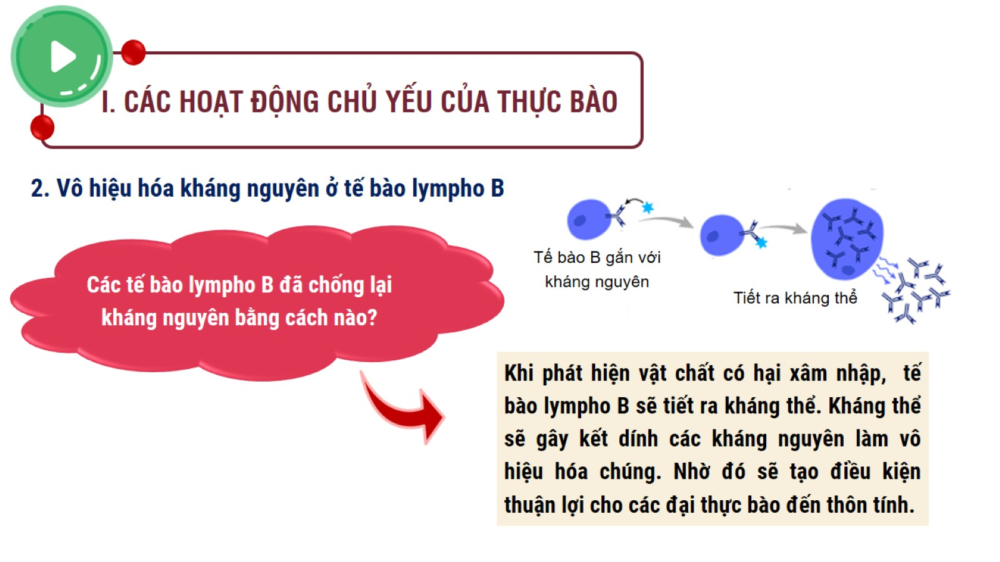 I. CÁC HOẠT ĐỘNG CHỦ YẾU CỦA THỰC BÀO
2. Vô hiệu hóa kháng nguyên ở tế bào lympho B
Các tế bào lympho B đã chống lại
kháng nguyên bằng cách nào?
Tế bào B gắn với
kháng nguyên
Tiết ra kháng thể
Khi phát hiện vật chất có hại xâm nhập, tế
bào lympho B sẽ tiết ra kháng thể. Kháng thể
sẽ gây kết dính các kháng nguyên làm vô
hiệu hóa chúng. Nhờ đó sẽ tạo điều kiện
thuận lợi cho các đại thực bào đến thôn tính.